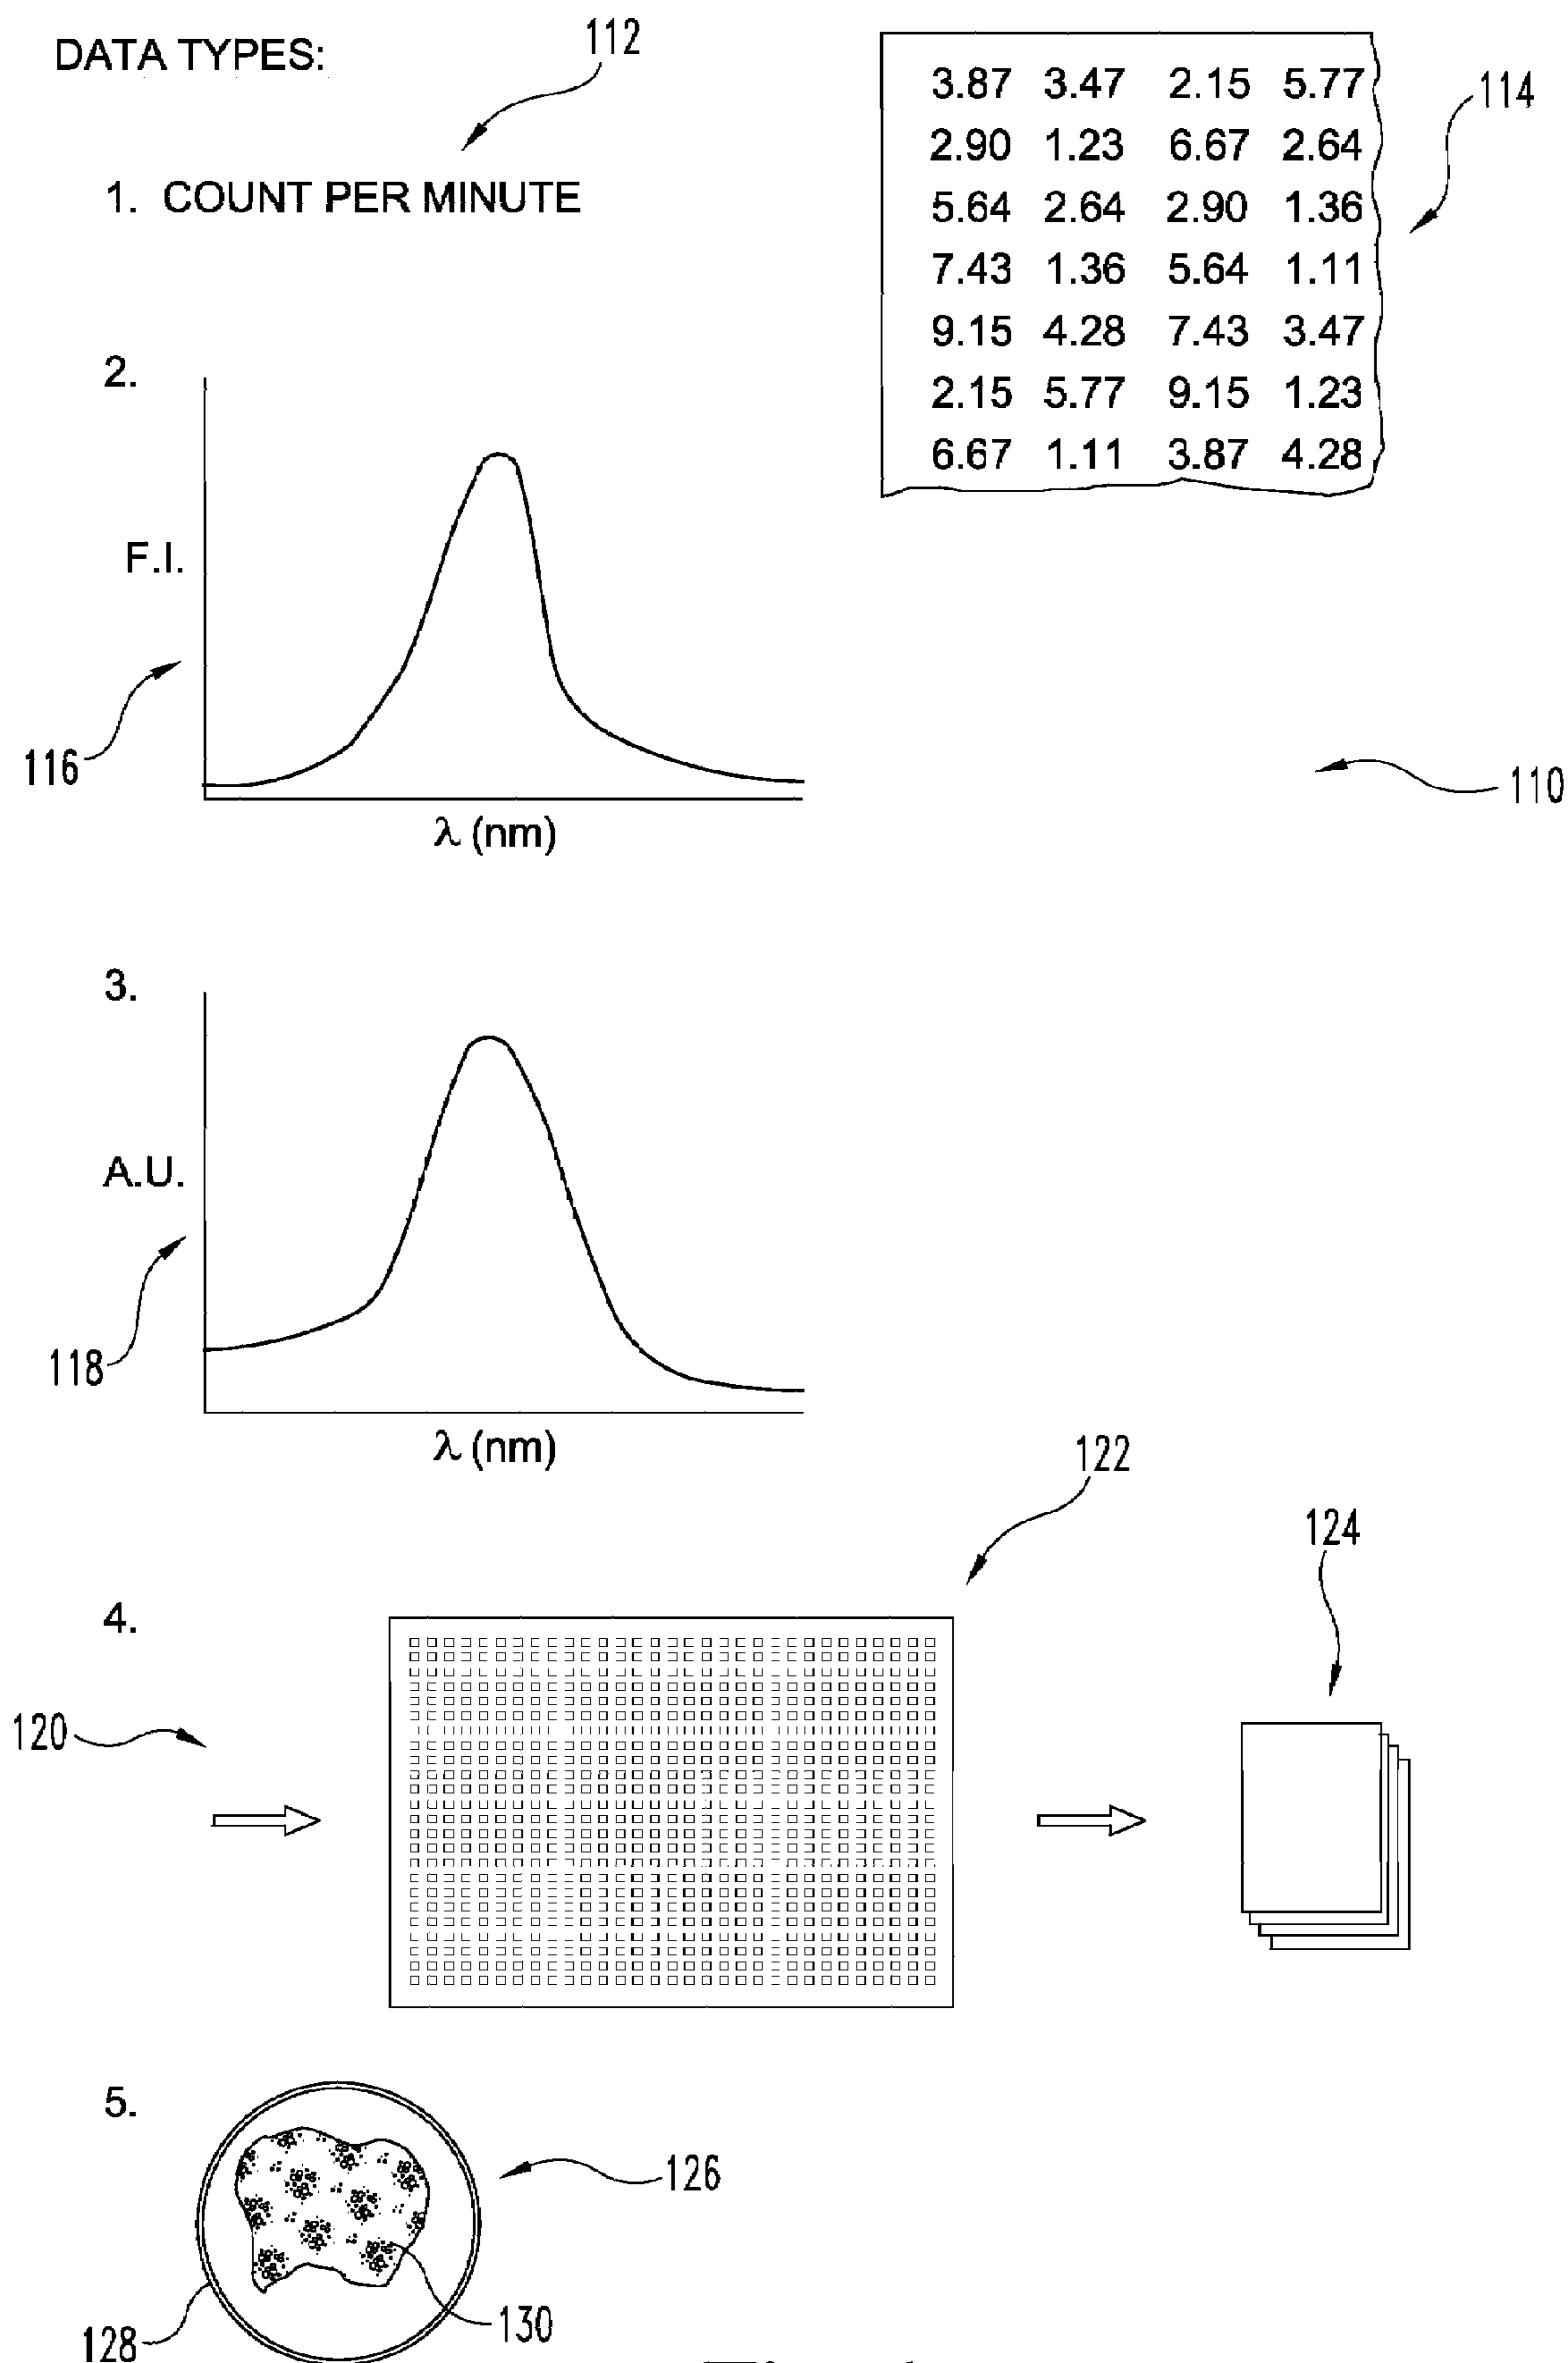 DATA TYPES:
112
1. COUNT PER MINUTE
3.87 3.47 2.15 5.77
2.90 1.23 6.67 2.64
5.64 2.64 2.90 1.36
7.43 1.36 5.64 1.11
9.15 4.28 7.43 3.47
2.15 5.77 9.15 1.23
6.67 1.11 3.87 4.28
114
2.
F.I.
116
λ (nm)
110
3.
A.U.
118
λ (nm)
122
124
4.
120
5.
126
128
130